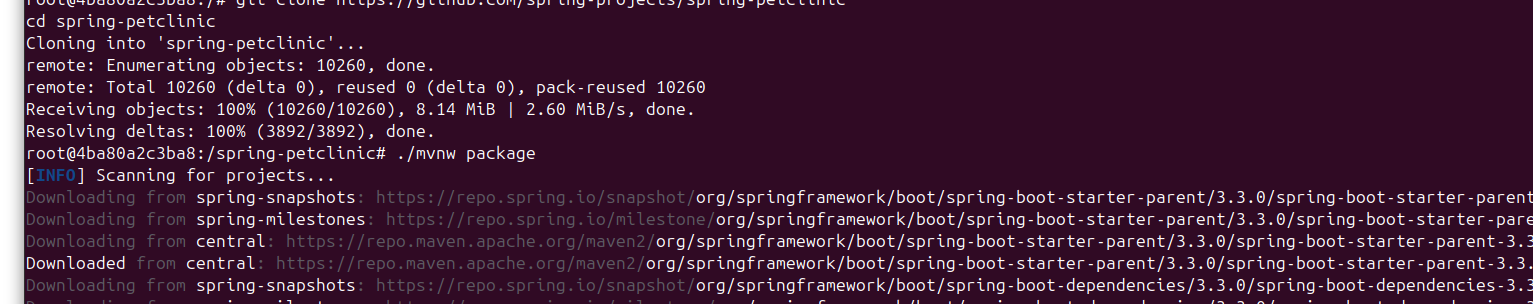 root@4ba80a2c3ba8:/# git clone https://github.com/spring-projects/spring-petclinic
cd spring-petclinic
Cloning into 'spring-petclinic'...
remote: Enumerating objects: 10260, done.
remote: Total 10260 (delta 0), reused 0 (delta 0), pack-reused 10260
Receiving objects: 100% (10260/10260), 8.14 MiB | 2.60 MiB/s, done.
Resolving deltas: 100% (3892/3892), done.
root@4ba80a2c3ba8:/spring-petclinic# ./mvnw package
[INFO] Scanning for projects...
Downloading from spring-snapshots: https://repo.spring.io/snapshot/org/springframework/boot/spring-boot-starter-parent/3.3.0/spring-boot-starter-parent
Downloading from spring-milestones: https://repo.spring.io/milestone/org/springframework/boot/spring-boot-starter-parent/3.3.0/spring-boot-starter-pare
Downloading from central: https://repo.maven.apache.org/maven2/org/springframework/boot/spring-boot-starter-parent/3.3.0/spring-boot-starter-parent-3.3
Downloaded from central: https://repo.maven.apache.org/maven2/org/springframework/boot/spring-boot-starter-parent/3.3.0/spring-boot-starter-parent-3.3.
Downloading from spring-snapshots: https://repo.spring.io/snapshot/org/springframework/boot/spring-boot-dependencies/3.3.0/spring-boot-dependencies-3.3